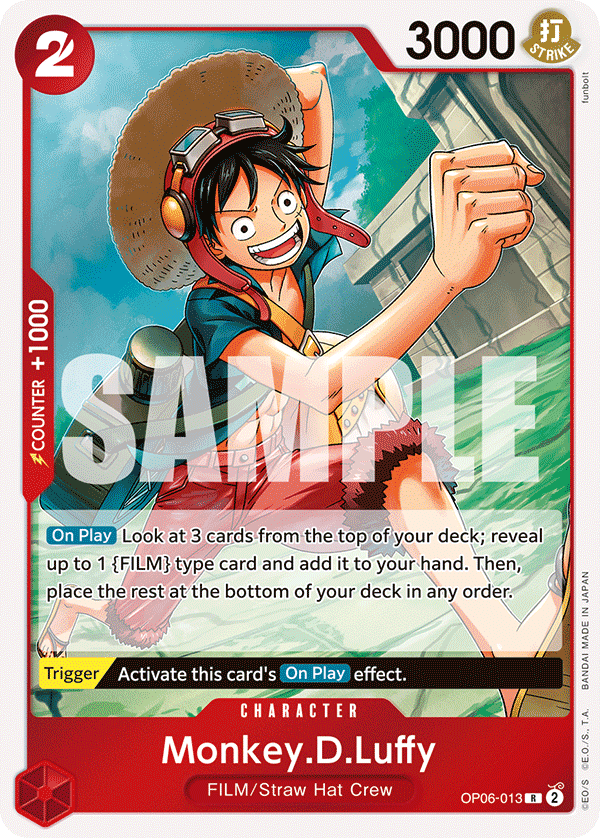 2
3000
打
STRIKE
funbolt
COUNTER +1000
SAMPLE
On Play Look at 3 cards from the top of your deck; reveal
up to 1 {FILM} type card and add it to your hand. Then,
place the rest at the bottom of your deck in any order.
Trigger Activate this card's On Play effect.
CHARACTER
Monkey.D.Luffy
FILM/Straw Hat Crew
OP06-013 R 2
©E.O/S ©E.O./S., T.A. BANDAI MADE IN JAPAN